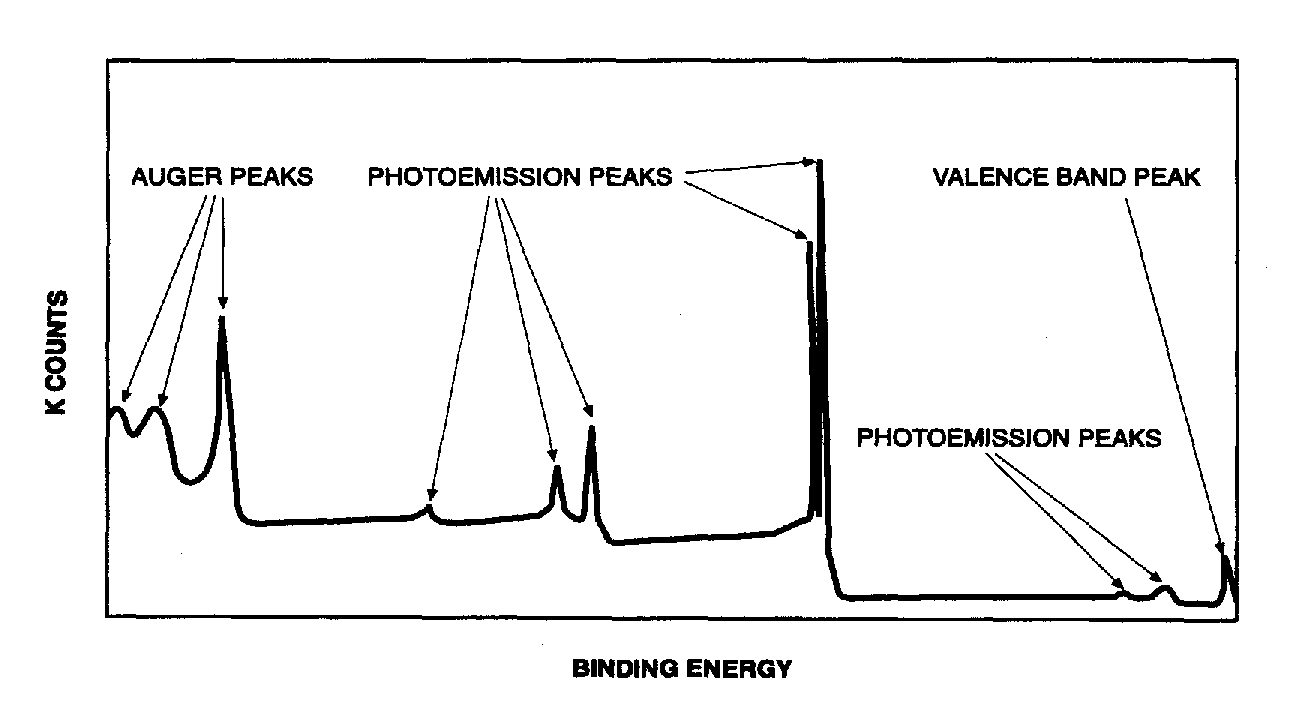 AUGER PEAKS
PHOTOEMISSION PEAKS
VALENCE BAND PEAK
K COUNTS
PHOTOEMISSION PEAKS
BINDING ENERGY